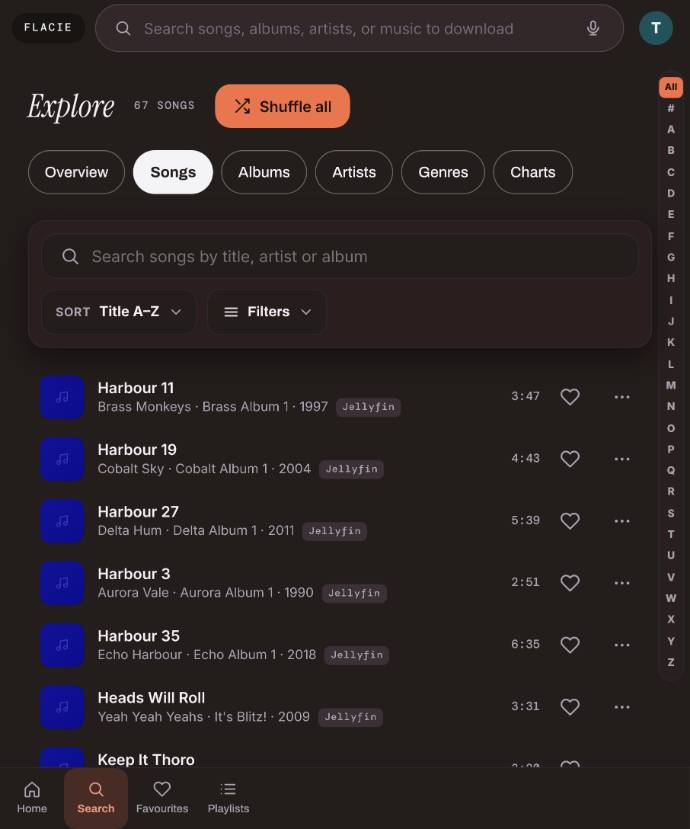 FLACIE
Search songs, albums, artists, or music to download
T
Explore
67 SONGS
Shuffle all
Overview
Songs
Albums
Artists
Genres
Charts
Search songs by title, artist or album
SORT Title A–Z
Filters
Harbour 11
Brass Monkeys · Brass Album 1 · 1997 Jellyfin
3:47
Harbour 19
Cobalt Sky · Cobalt Album 1 · 2004 Jellyfin
4:43
Harbour 27
Delta Hum · Delta Album 1 · 2011 Jellyfin
5:39
Harbour 3
Aurora Vale · Aurora Album 1 · 1990 Jellyfin
2:51
Harbour 35
Echo Harbour · Echo Album 1 · 2018 Jellyfin
6:35
Heads Will Roll
Yeah Yeah Yeahs · It's Blitz! · 2009 Jellyfin
3:31
Keep It Thoro
All
#
A
B
C
D
E
F
G
H
I
J
K
L
M
N
O
P
Q
R
S
T
U
V
W
X
Y
Z
Home
Search
Favourites
Playlists